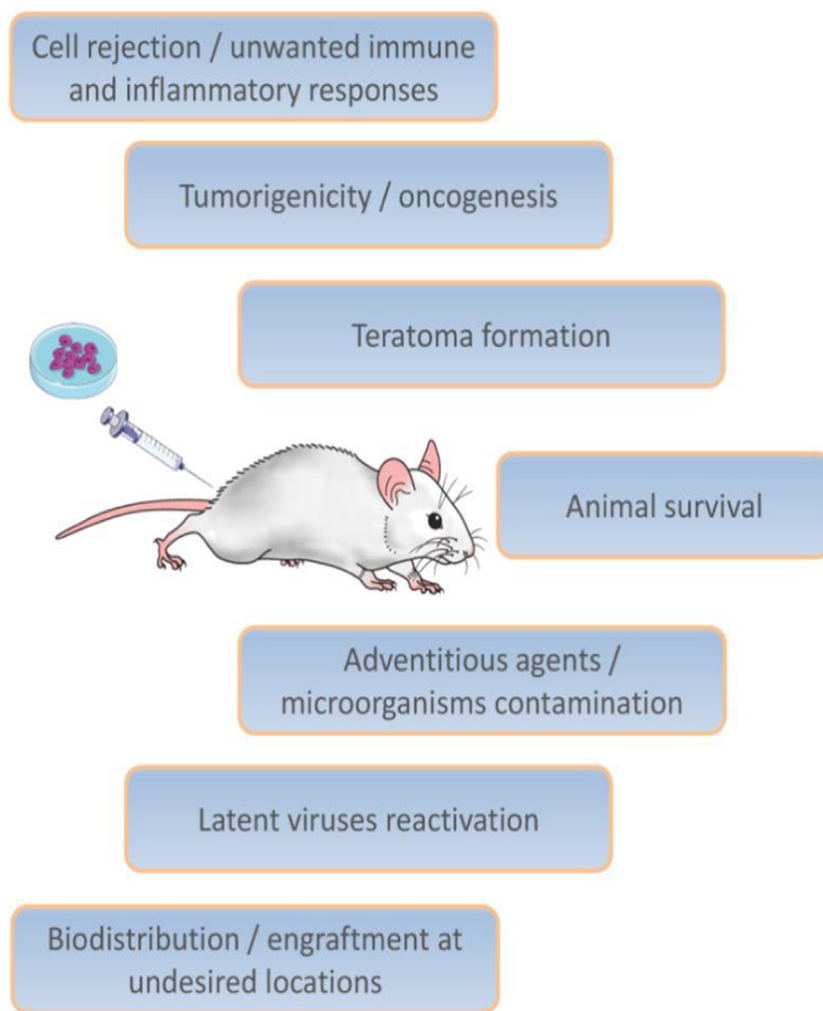 Cell rejection / unwanted immune
and inflammatory responses
Tumorigenicity / oncogenesis
Teratoma formation
Animal survival
Adventitious agents /
microorganisms contamination
Latent viruses reactivation
Biodistribution / engraftment at
undesired locations